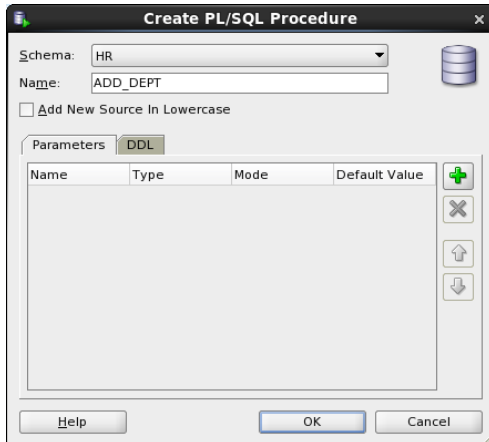 Create PL/SQL Procedure
Schema: HR
Name: ADD_DEPT
Add New Source In Lowercase
Parameters DDL
Name Type Mode Default Value
Help OK Cancel